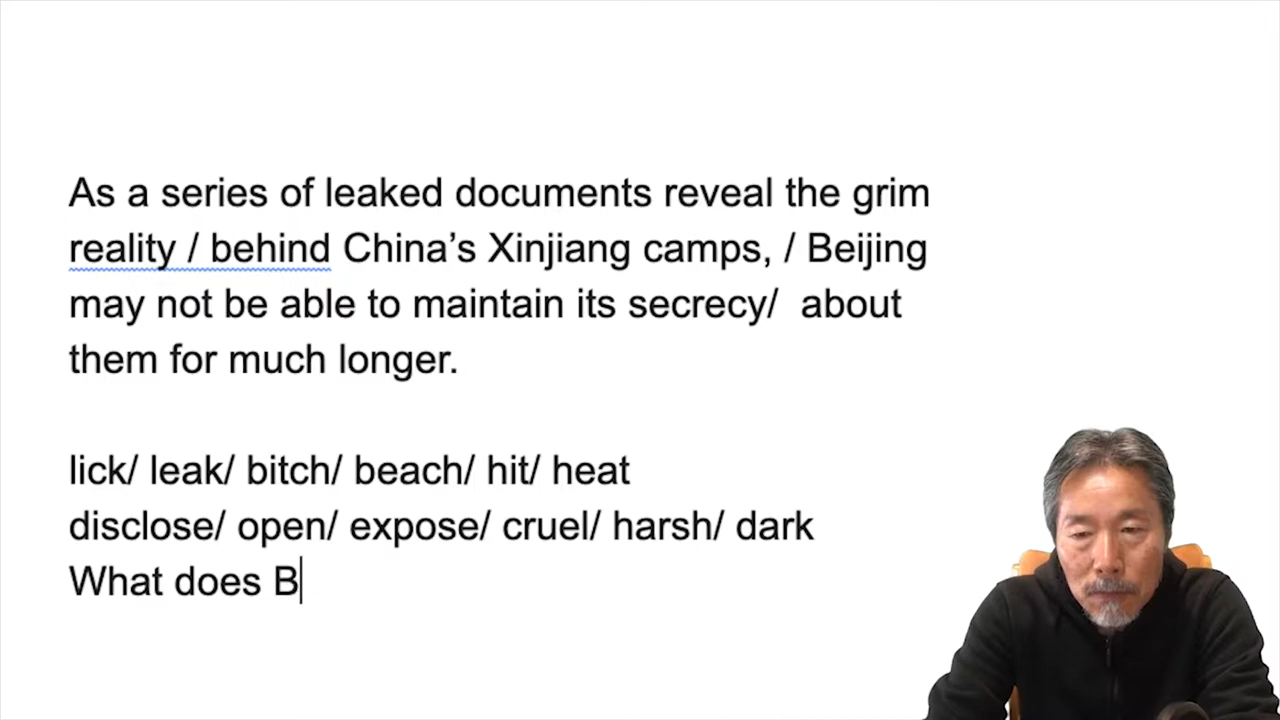 As a series of leaked documents reveal the grim
reality / behind China’s Xinjiang camps, / Beijing
may not be able to maintain its secrecy/  about
them for much longer.
lick/ leak/ bitch/ beach/ hit/ heat
disclose/ open/ expose/ cruel/ harsh/ dark
What does B